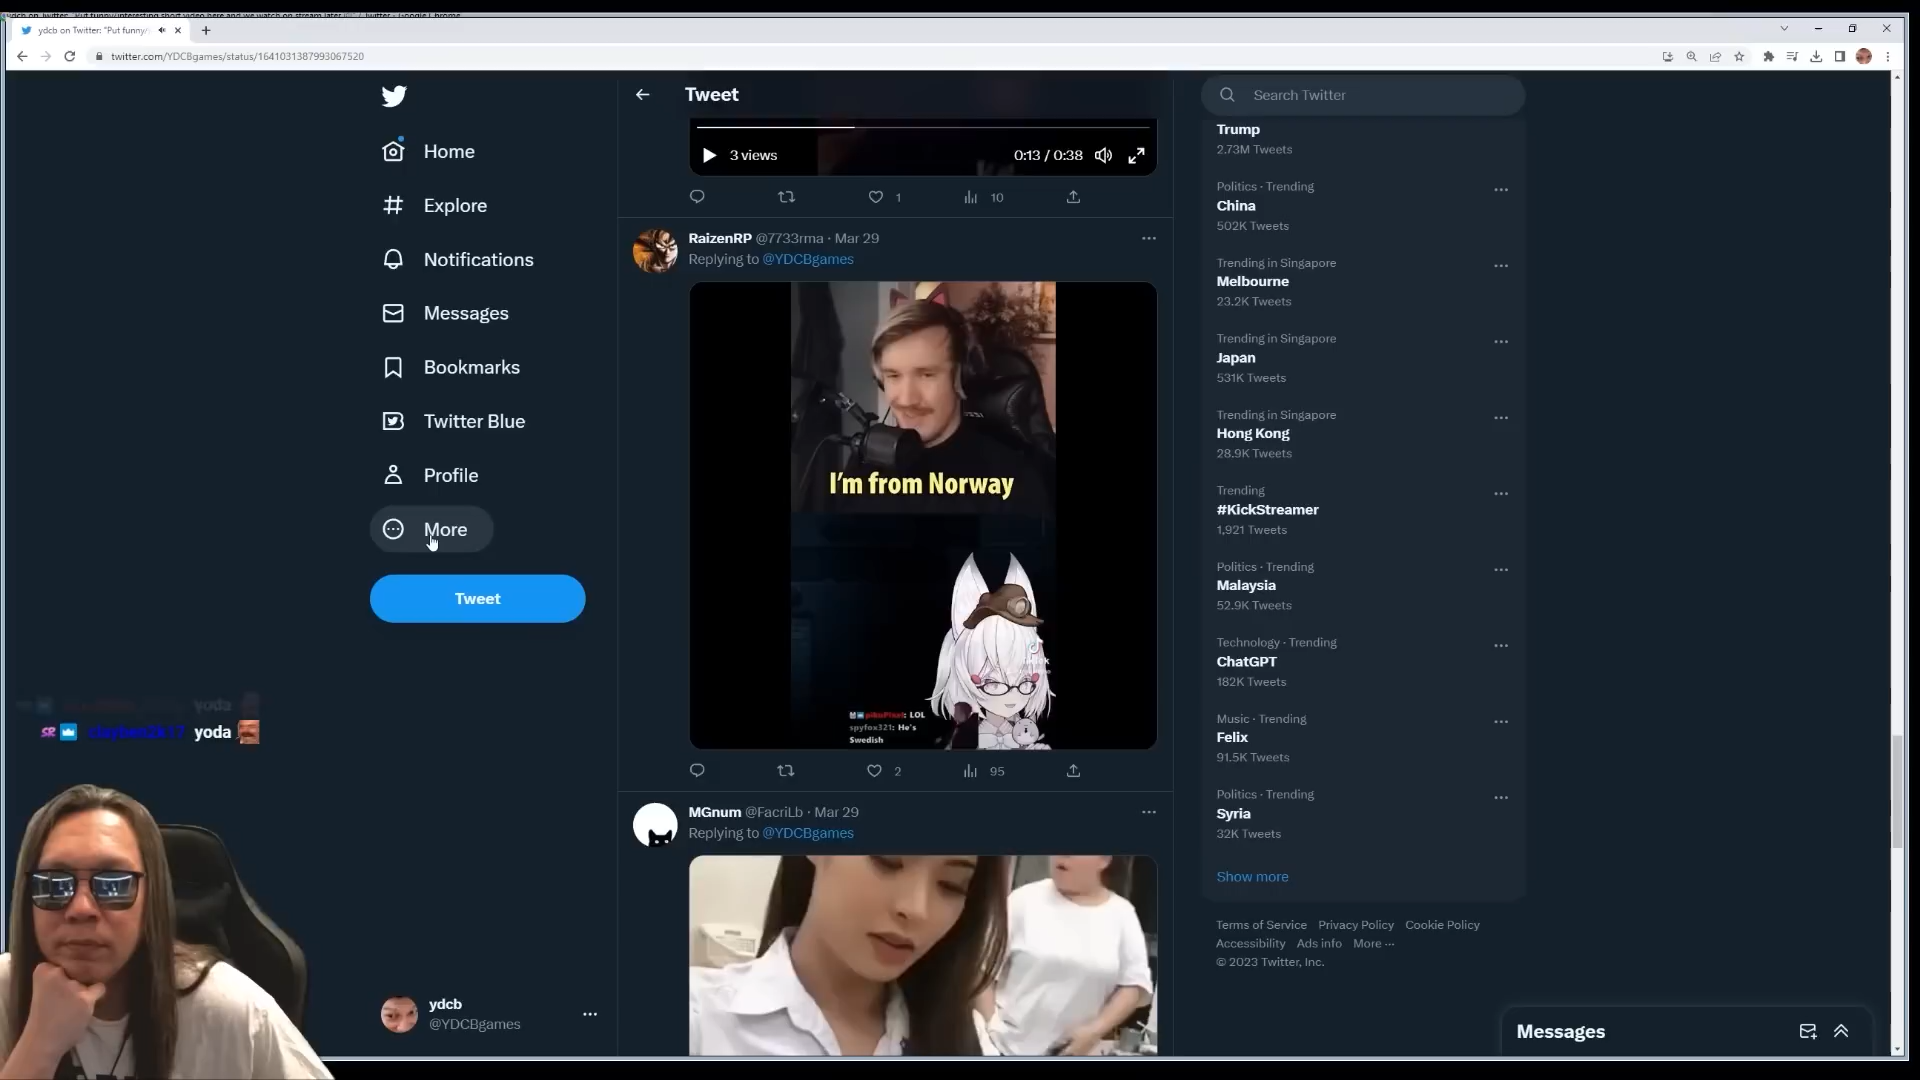 ydcb on Twitter: "Put funny/
twitter.com/YDCBgames/status/1641031387993067520
Home
Explore
Notifications
Messages
Bookmarks
Twitter Blue
Profile
More
Tweet
yoda
yoda
ydcb
@YDCBgames
Tweet
3 views
0:13 / 0:38
1
10
RaizenRP @7733rma · Mar 29
Replying to @YDCBgames
I'm from Norway
pikuPixel: LOL
spyfox321: He's
Swedish
2
95
MGnum @FacriLb · Mar 29
Replying to @YDCBgames
Search Twitter
Trump
2.73M Tweets
Politics · Trending
China
502K Tweets
Trending in Singapore
Melbourne
23.2K Tweets
Trending in Singapore
Japan
531K Tweets
Trending in Singapore
Hong Kong
28.9K Tweets
Trending
#KickStreamer
1,921 Tweets
Politics · Trending
Malaysia
52.9K Tweets
Technology · Trending
ChatGPT
182K Tweets
Music · Trending
Felix
91.5K Tweets
Politics · Trending
Syria
32K Tweets
Show more
Terms of Service Privacy Policy Cookie Policy
Accessibility Ads info More ···
© 2023 Twitter, Inc.
Messages